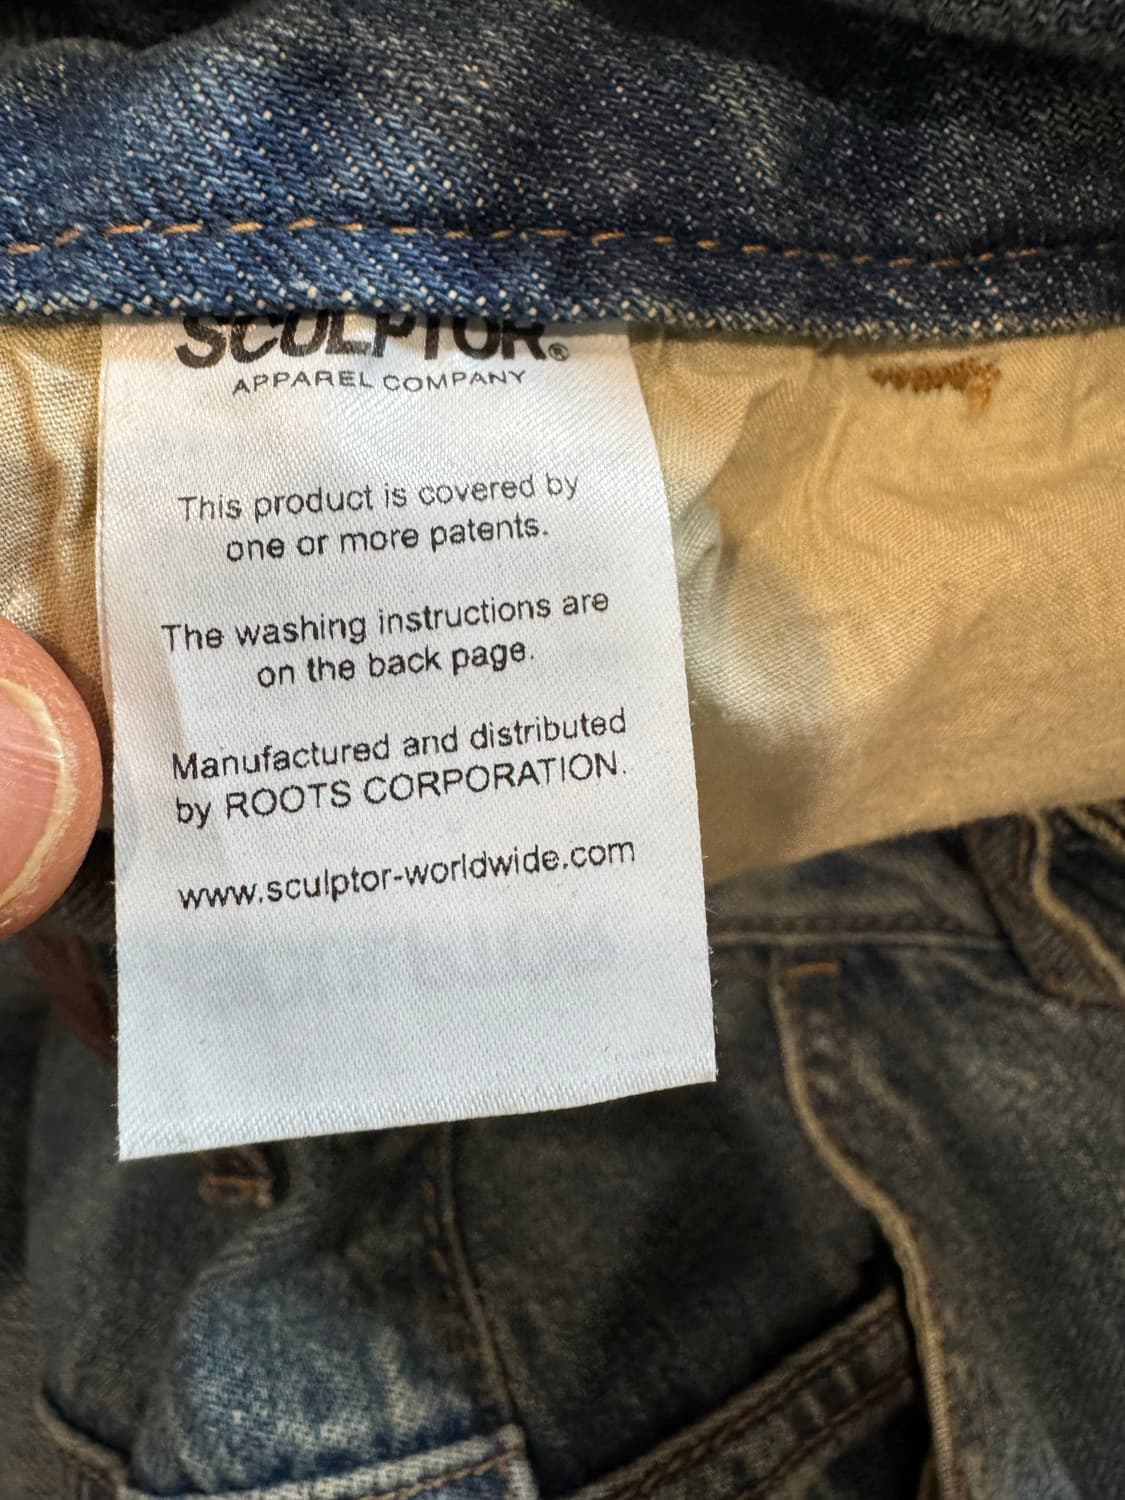 SCULPTOR®
APPAREL COMPANY
This product is covered by
one or more patents.
The washing instructions are
on the back page.
Manufactured and distributed
by ROOTS CORPORATION.
www.sculptor-worldwide.com